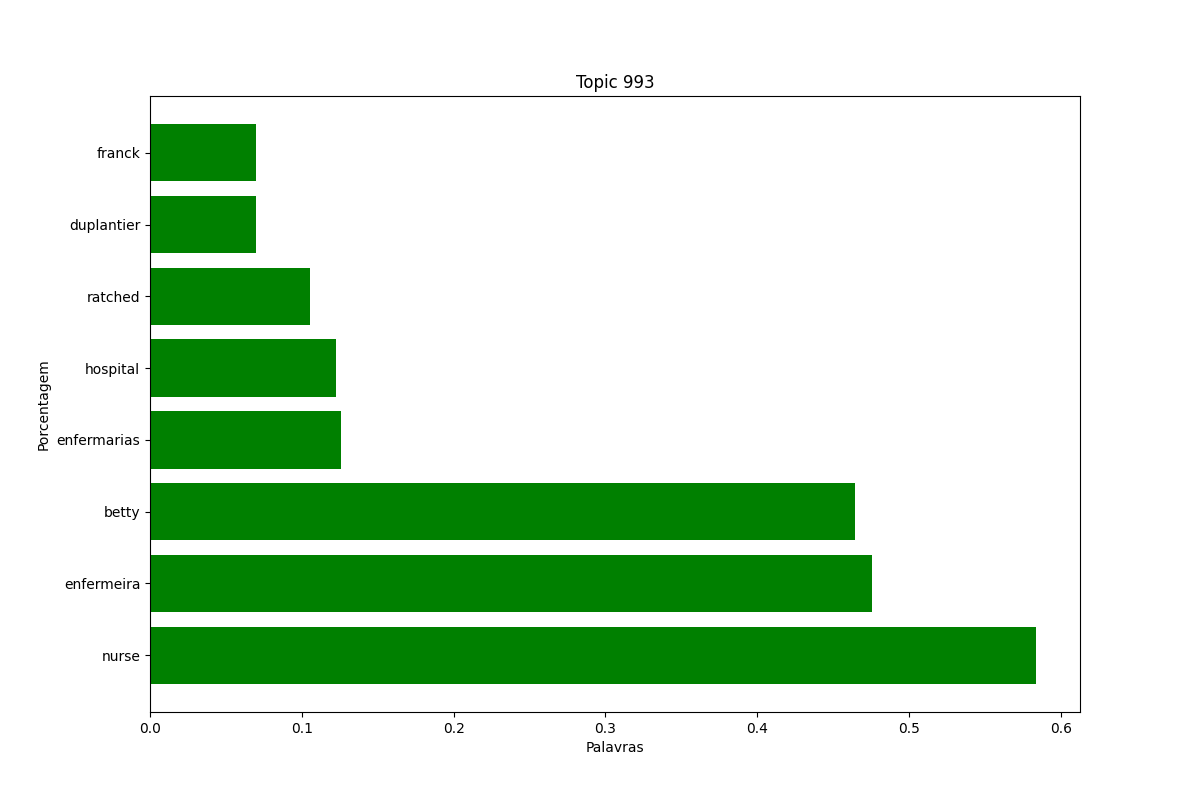 Topic 993
franck
duplantier
ratched
hospital
enfermarias
betty
enfermeira
nurse
Porcentagem
0.0 0.1 0.2 0.3 0.4 0.5 0.6
Palavras